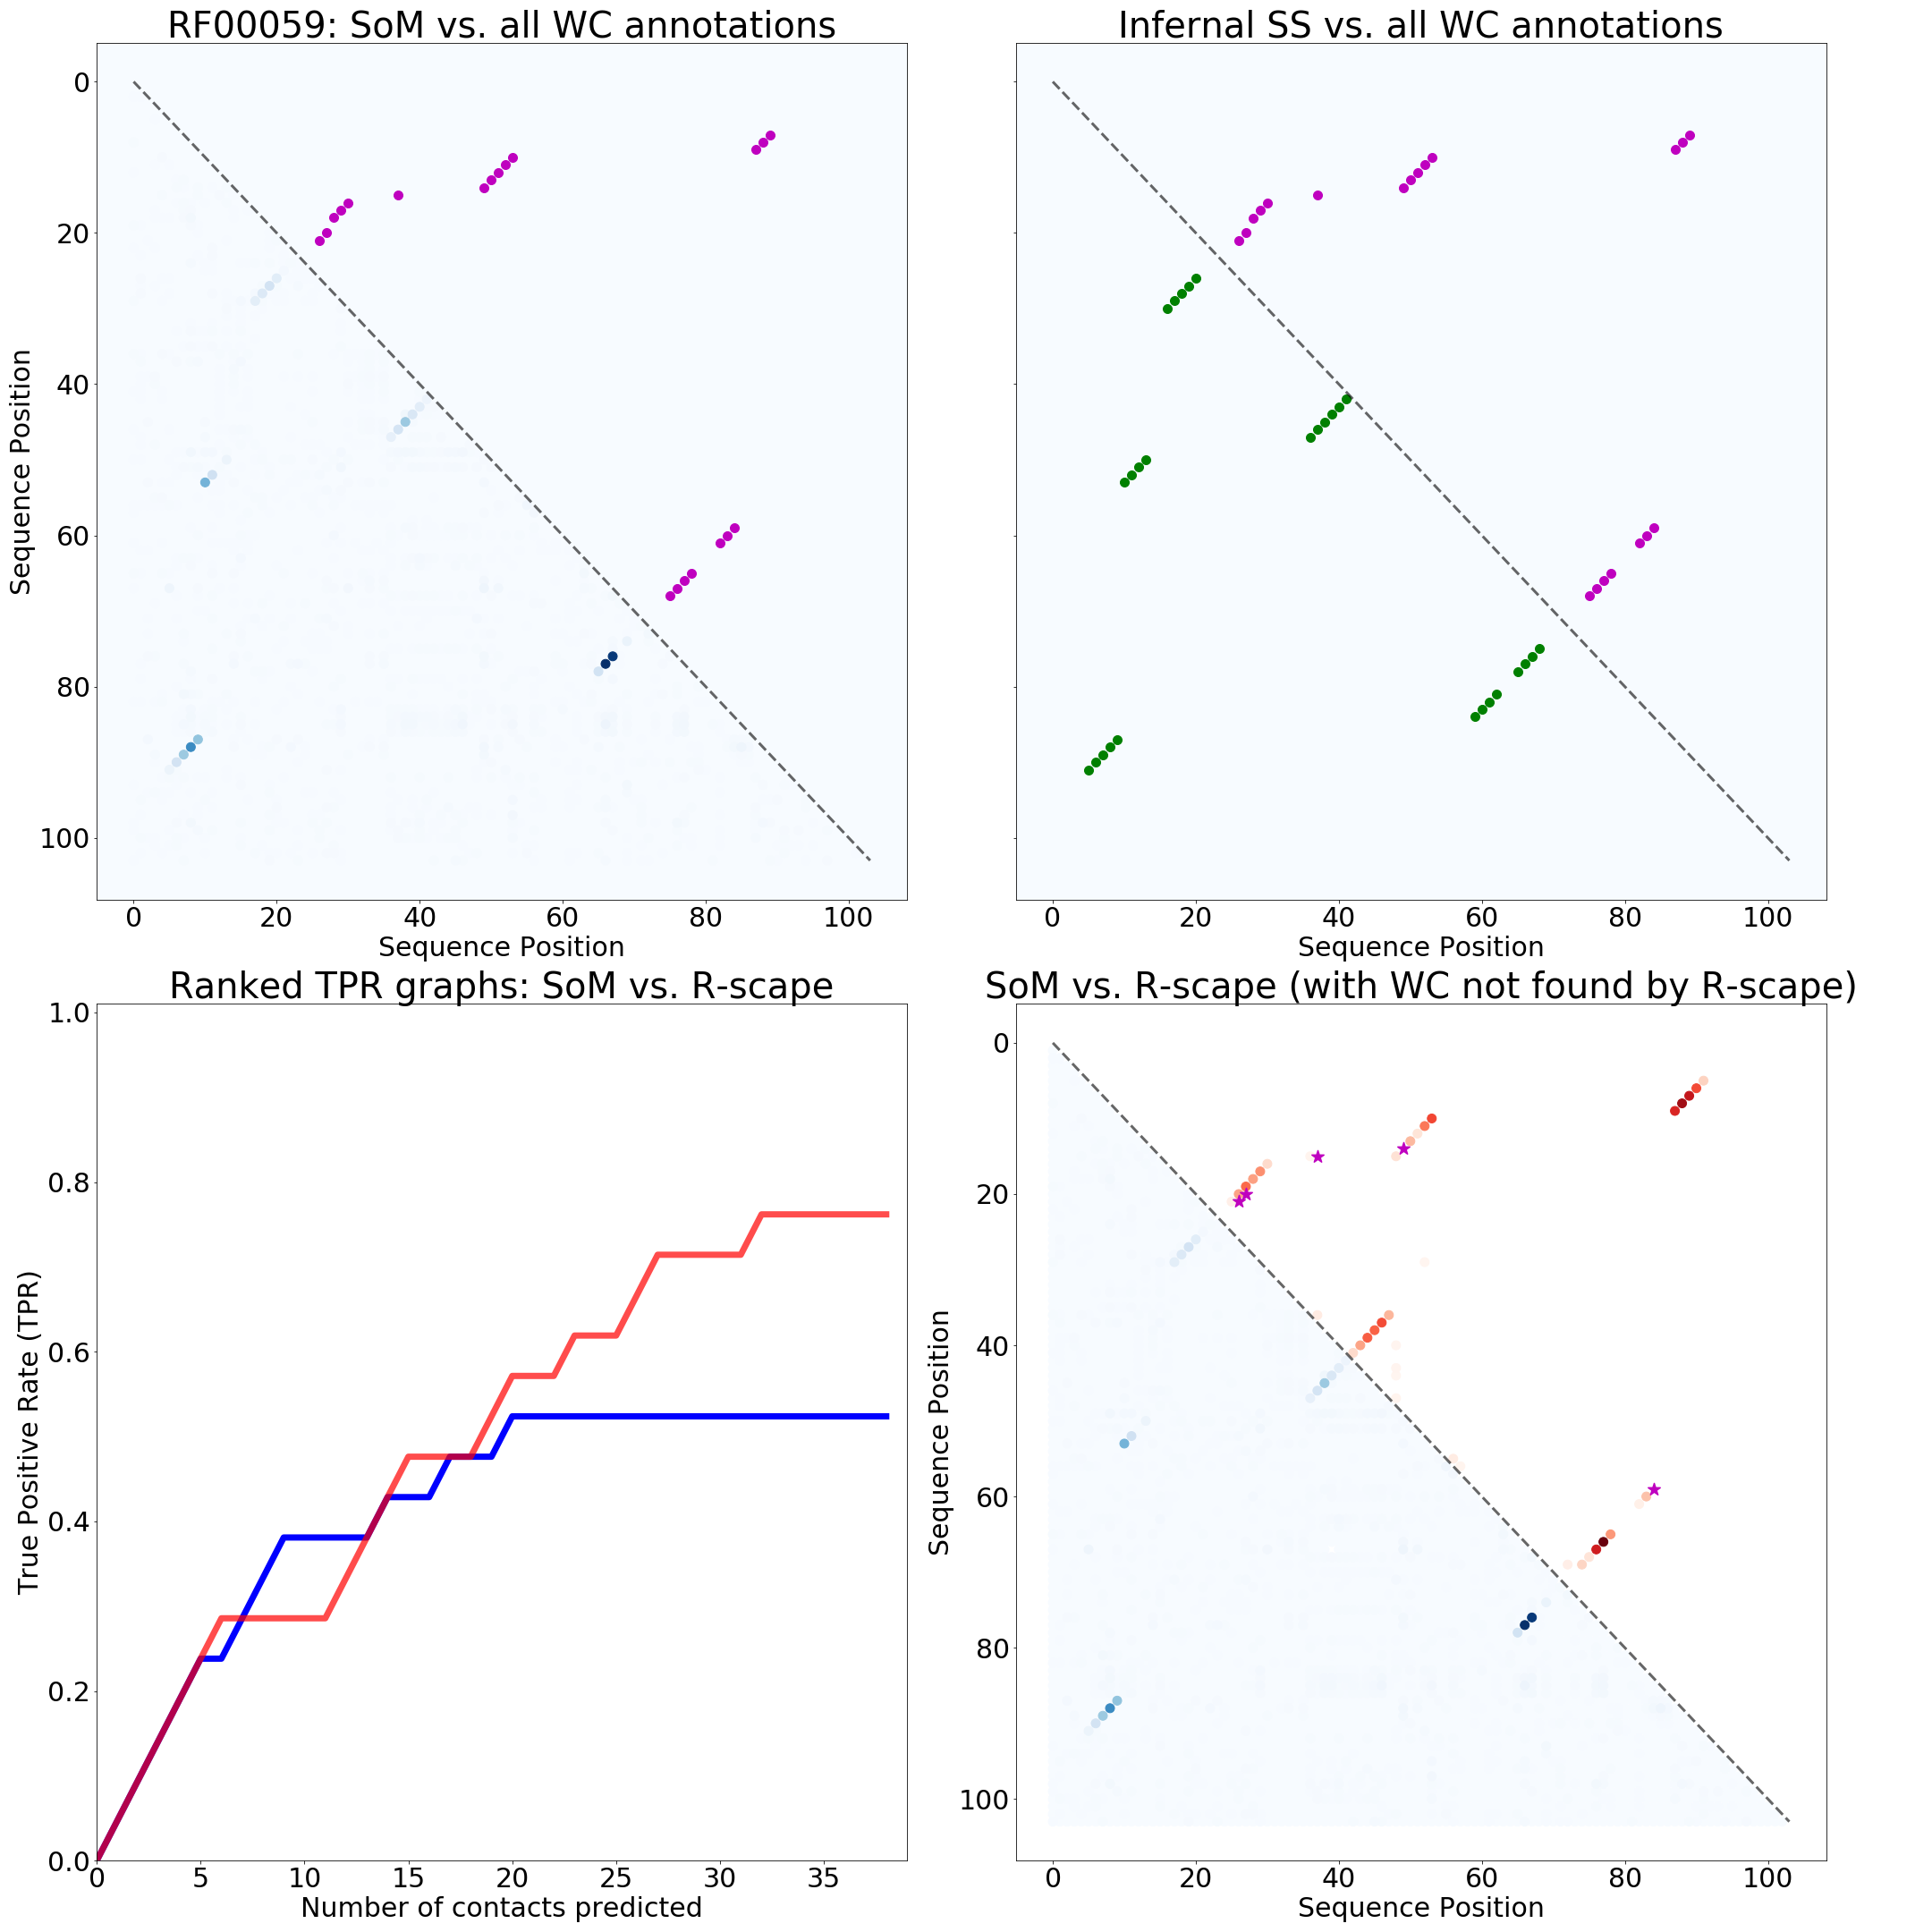 RF00059: SoM vs. all WC annotations
Infernal SS vs. all WC annotations
0
20
40
60
80
100
Sequence Position
0 20 40 60 80 100
Sequence Position
0 20 40 60 80 100
Sequence Position
Ranked TPR graphs: SoM vs. R-scape
SoM vs. R-scape (with WC not found by R-scape)
1.0
0.8
0.6
0.4
0.2
0.0
True Positive Rate (TPR)
0 5 10 15 20 25 30 35
Number of contacts predicted
0
20
40
60
80
100
Sequence Position
0 20 40 60 80 100
Sequence Position